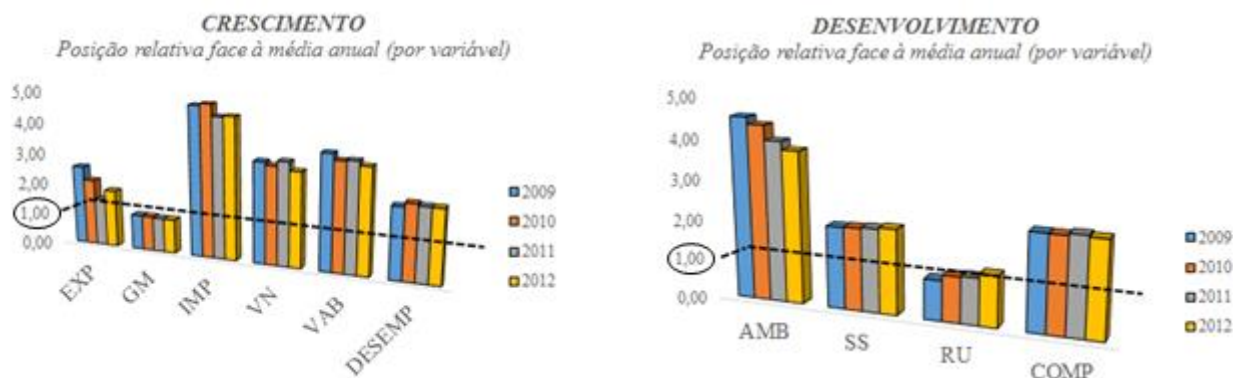 CRESCIMENTO
Posição relativa face à média anual (por variável)
5,00
4,00
3,00
2,00
1,00
0,00
EXP
GM
IMP
VN
VAB
DESEMP
2009
2010
2011
2012
DESENVOLVIMENTO
Posição relativa face à média anual (por variável)
5,00
4,00
3,00
2,00
1,00
0,00
AMB
SS
RU
COMP
2009
2010
2011
2012